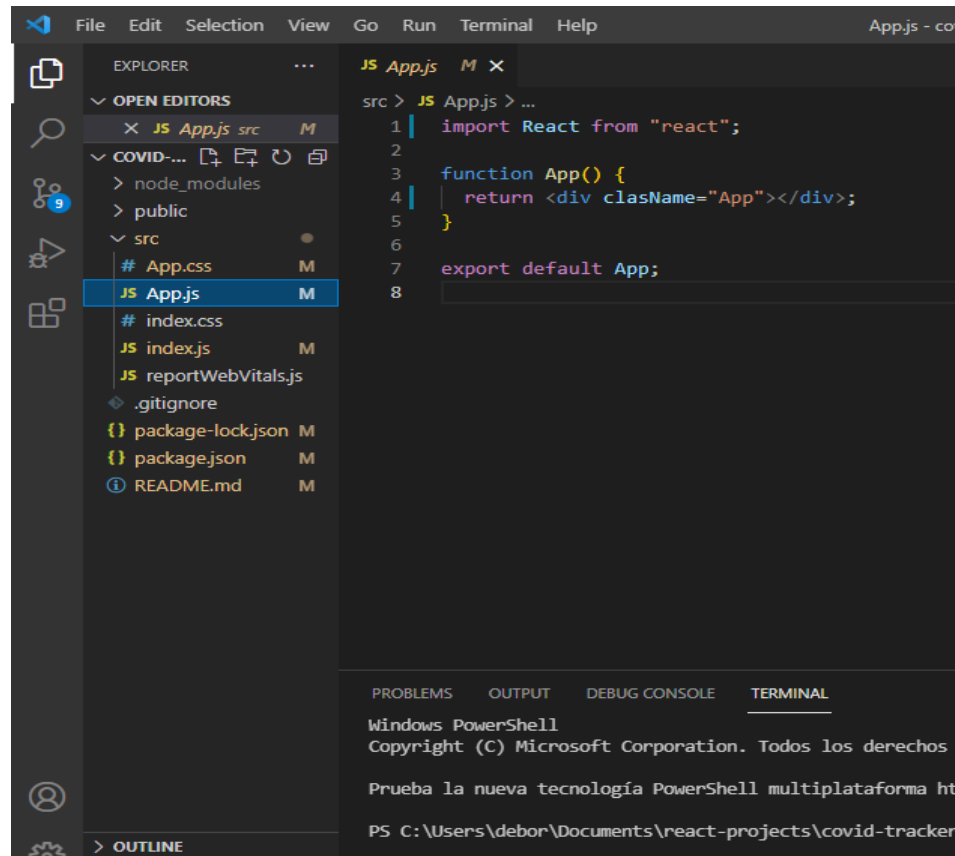 File Edit Selection View Go Run Terminal Help App.js - co
EXPLORER ...
OPEN EDITORS
JS App.js src M
COVID-...
node_modules
public
src
# App.css M
JS App.js M
# index.css
JS index.js M
JS reportWebVitals.js
.gitignore
{} package-lock.json M
{} package.json M
README.md M
OUTLINE
9
JS App.js M
src > JS App.js > ...
1 import React from "react";
2
3 function App() {
4 return <div clasName="App"></div>;
5 }
6
7 export default App;
8
PROBLEMS OUTPUT DEBUG CONSOLE TERMINAL
Windows PowerShell
Copyright (C) Microsoft Corporation. Todos los derechos
Prueba la nueva tecnología PowerShell multiplataforma ht
PS C:\Users\debor\Documents\react-projects\covid-tracker